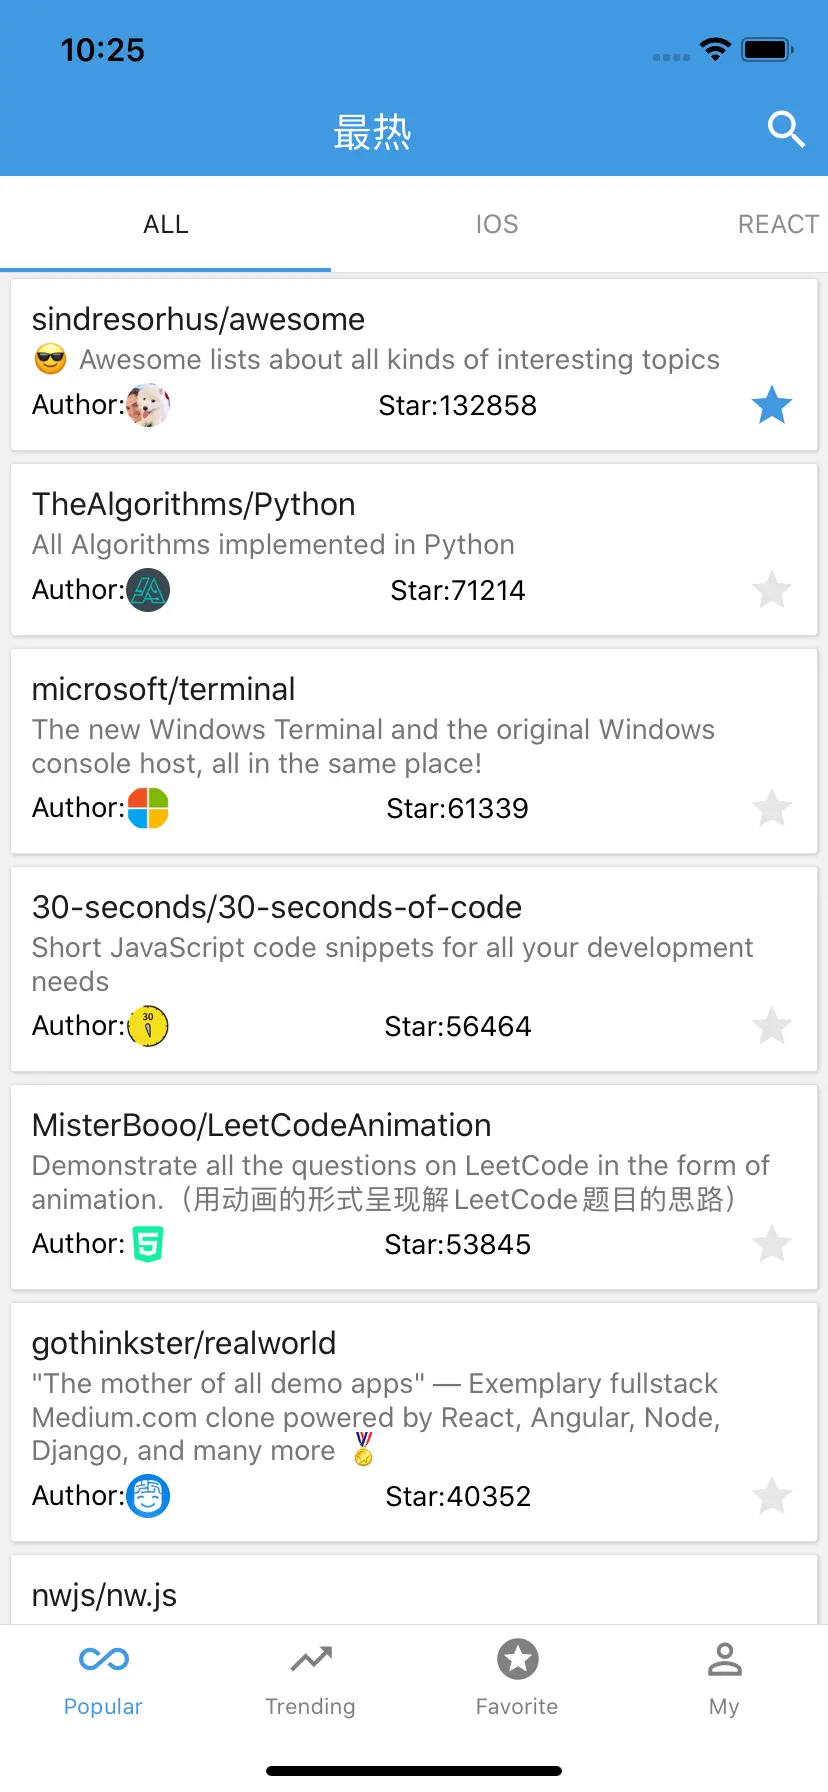 10:25
最热
ALL
IOS
REACT
sindresorhus/awesome
😎 Awesome lists about all kinds of interesting topics
Author:
Star:132858
TheAlgorithms/Python
All Algorithms implemented in Python
Author:
Star:71214
microsoft/terminal
The new Windows Terminal and the original Windows
console host, all in the same place!
Author:
Star:61339
30-seconds/30-seconds-of-code
Short JavaScript code snippets for all your development
needs
Author:
30
Star:56464
MisterBooo/LeetCodeAnimation
Demonstrate all the questions on LeetCode in the form of
animation.（用动画的形式呈现解LeetCode题目的思路）
Author:
5
Star:53845
gothinkster/realworld
"The mother of all demo apps" — Exemplary fullstack
Medium.com clone powered by React, Angular, Node,
Django, and many more 🏅
Author:
Star:40352
nwjs/nw.js
Popular
Trending
Favorite
My